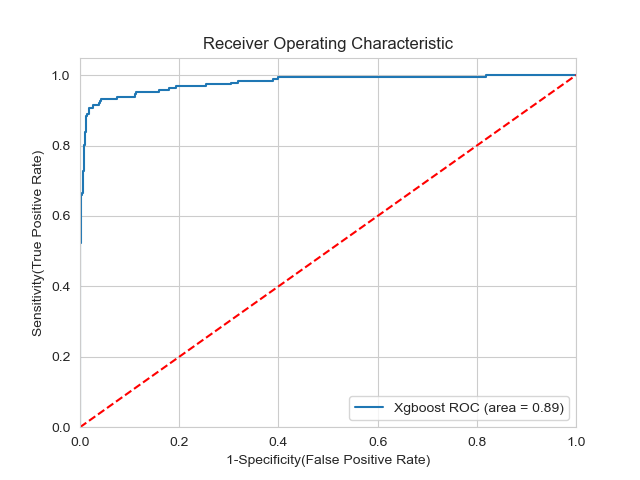 Receiver Operating Characteristic
Sensitivity(True Positive Rate)
1.0
0.8
0.6
0.4
0.2
0.0
Xgboost ROC (area = 0.89)
0.0 0.2 0.4 0.6 0.8 1.0
1-Specificity(False Positive Rate)